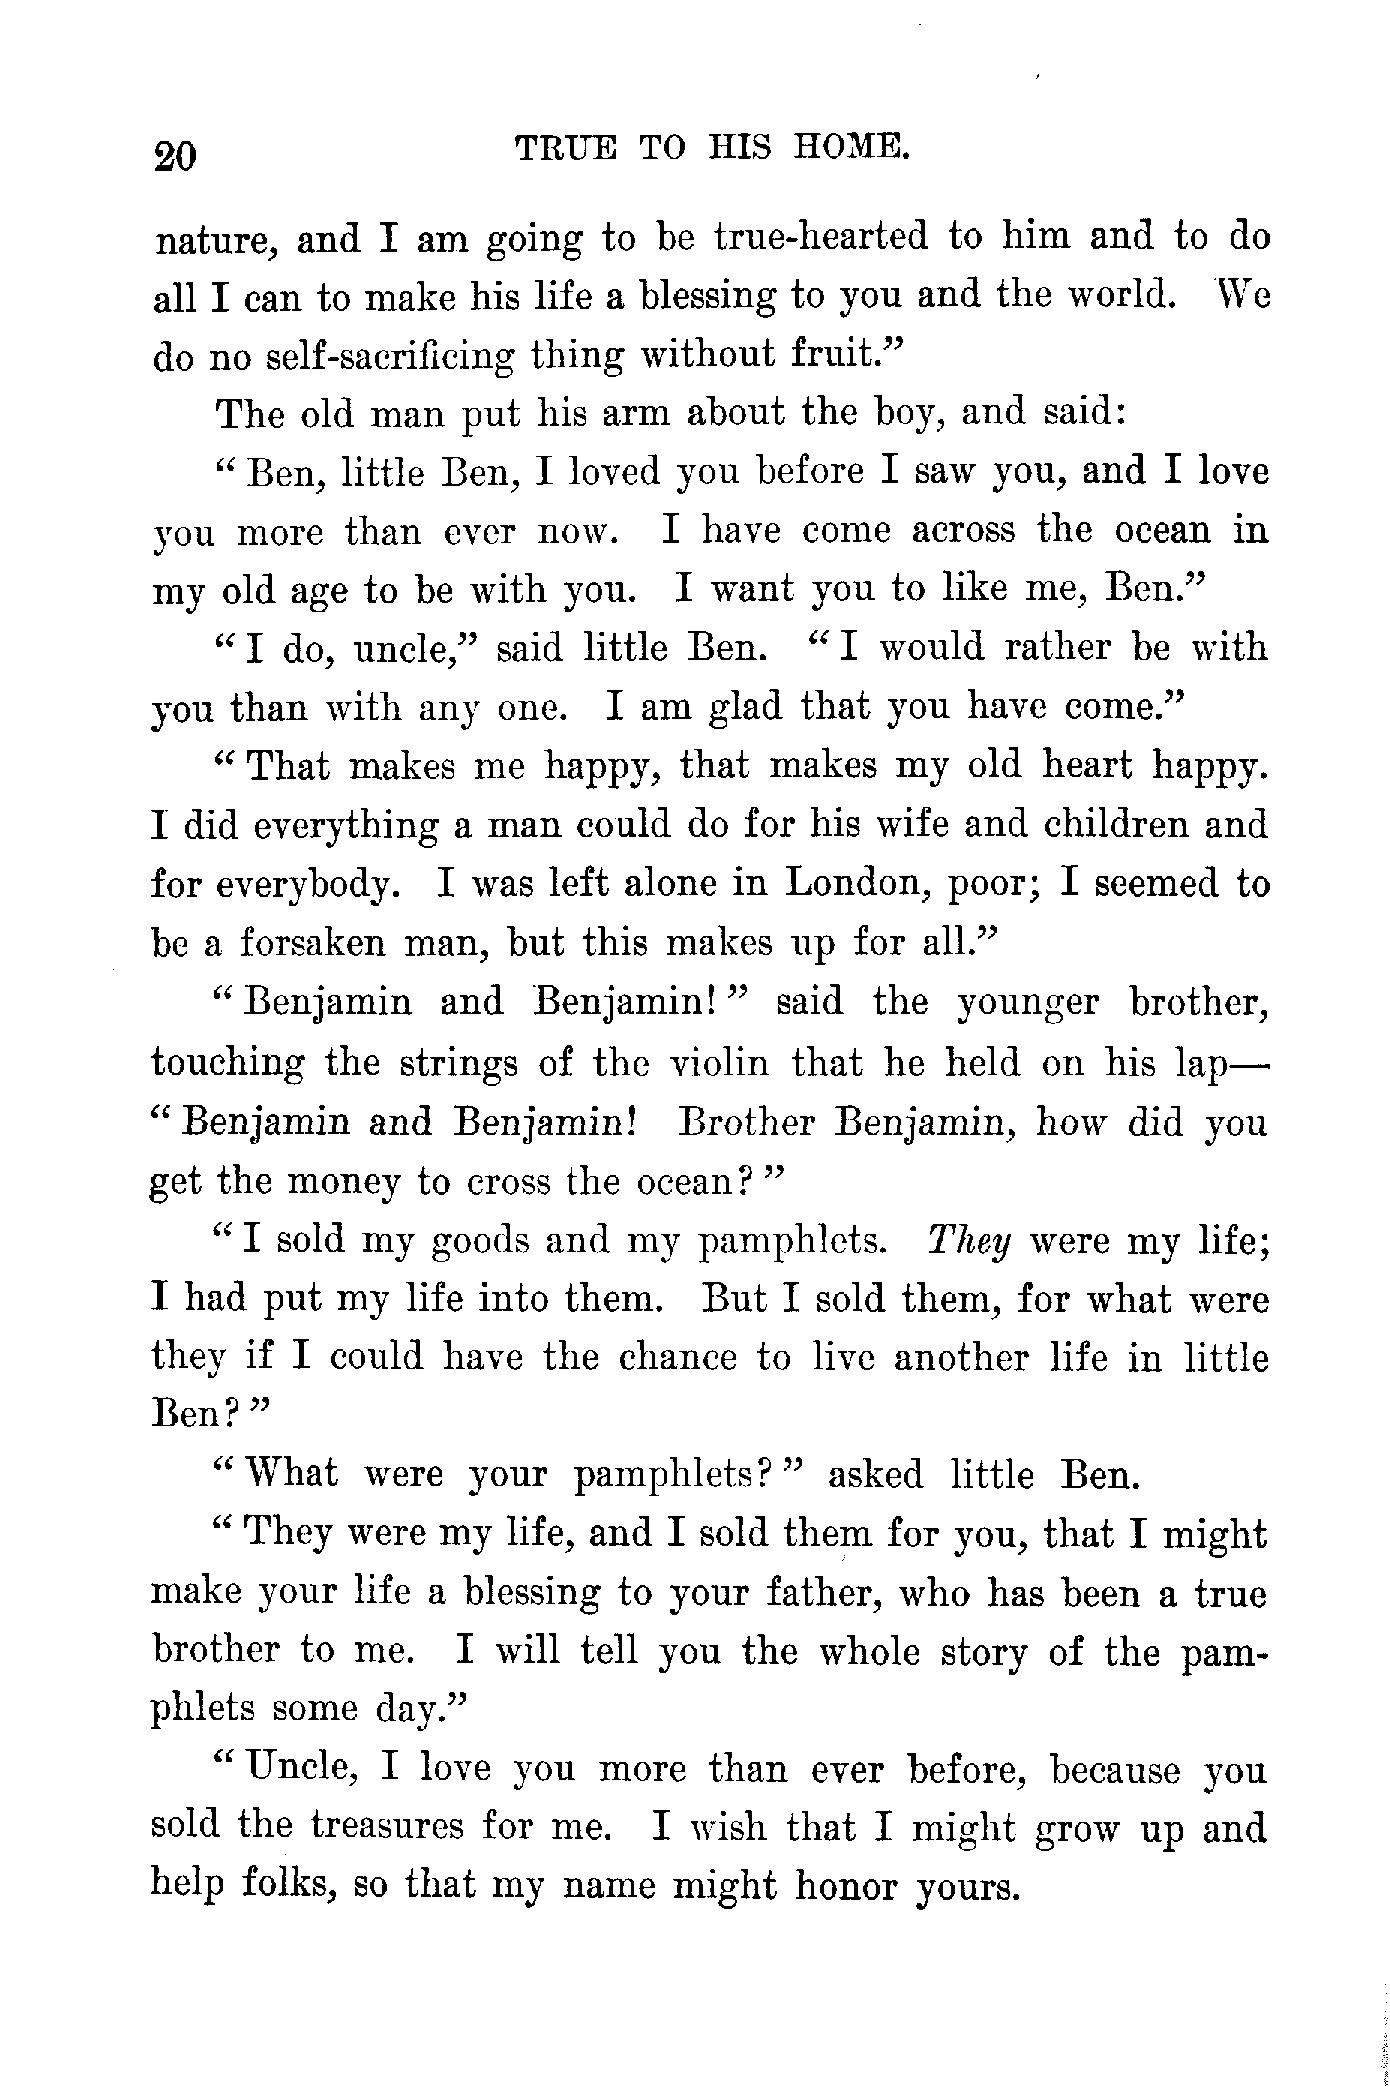 20 TRUE TO HIS HOME.
nature, and I am going to be true-hearted to him and to do
all I can to make his life a blessing to you and the world. We
do no self-sacrificing thing without fruit.”
The old man put his arm about the boy, and said:
“ Ben, little Ben, I loved you before I saw you, and I love
you more than ever now. I have come across the ocean in
my old age to be with you. I want you to like me, Ben.”
“ I do, uncle,” said little Ben. “ I would rather be with
you than with any one. I am glad that you have come.”
“ That makes me happy, that makes my old heart happy.
I did everything a man could do for his wife and children and
for everybody. I was left alone in London, poor; I seemed to
be a forsaken man, but this makes up for all.”
“ Benjamin and Benjamin! ” said the younger brother,
touching the strings of the violin that he held on his lap—
“ Benjamin and Benjamin! Brother Benjamin, how did you
get the money to cross the ocean? ”
“ I sold my goods and my pamphlets. They were my life;
I had put my life into them. But I sold them, for what were
they if I could have the chance to live another life in little
Ben? ”
“ What were your pamphlets? ” asked little Ben.
“ They were my life, and I sold them for you, that I might
make your life a blessing to your father, who has been a true
brother to me. I will tell you the whole story of the pam-
phlets some day.”
“ Uncle, I love you more than ever before, because you
sold the treasures for me. I wish that I might grow up and
help folks, so that my name might honor yours.